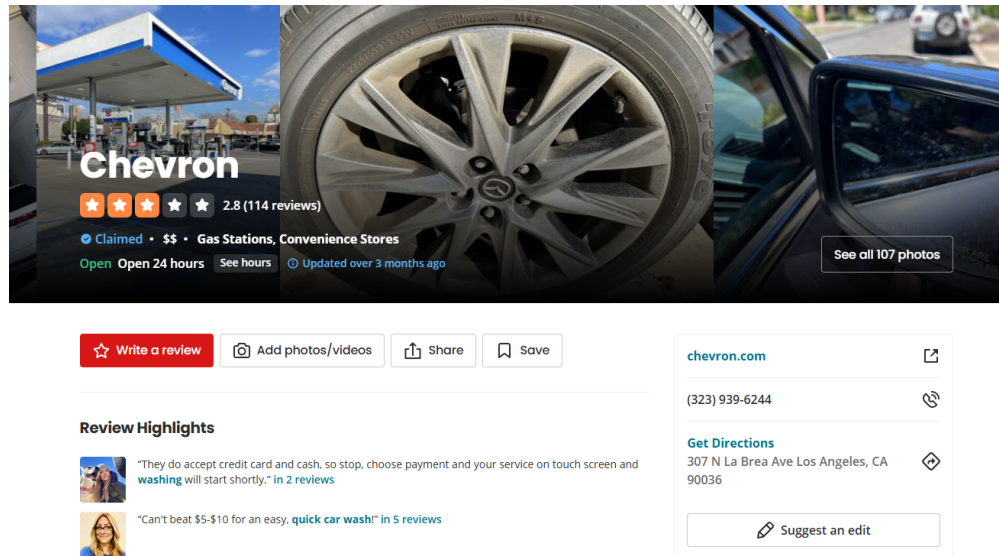 Chevron
2.8 (114 reviews)
Claimed • $$ • Gas Stations, Convenience Stores
Open Open 24 hours See hours Updated over 3 months ago
See all 107 photos
Write a review
Add photos/videos
Share
Save
chevron.com
(323) 939-6244
Get Directions
307 N La Brea Ave Los Angeles, CA
90036
Suggest an edit
Review Highlights
“They do accept credit card and cash, so stop, choose payment and your service on touch screen and
washing will start shortly.” in 2 reviews
“Can't beat $5-$10 for an easy, quick car wash!” in 5 reviews